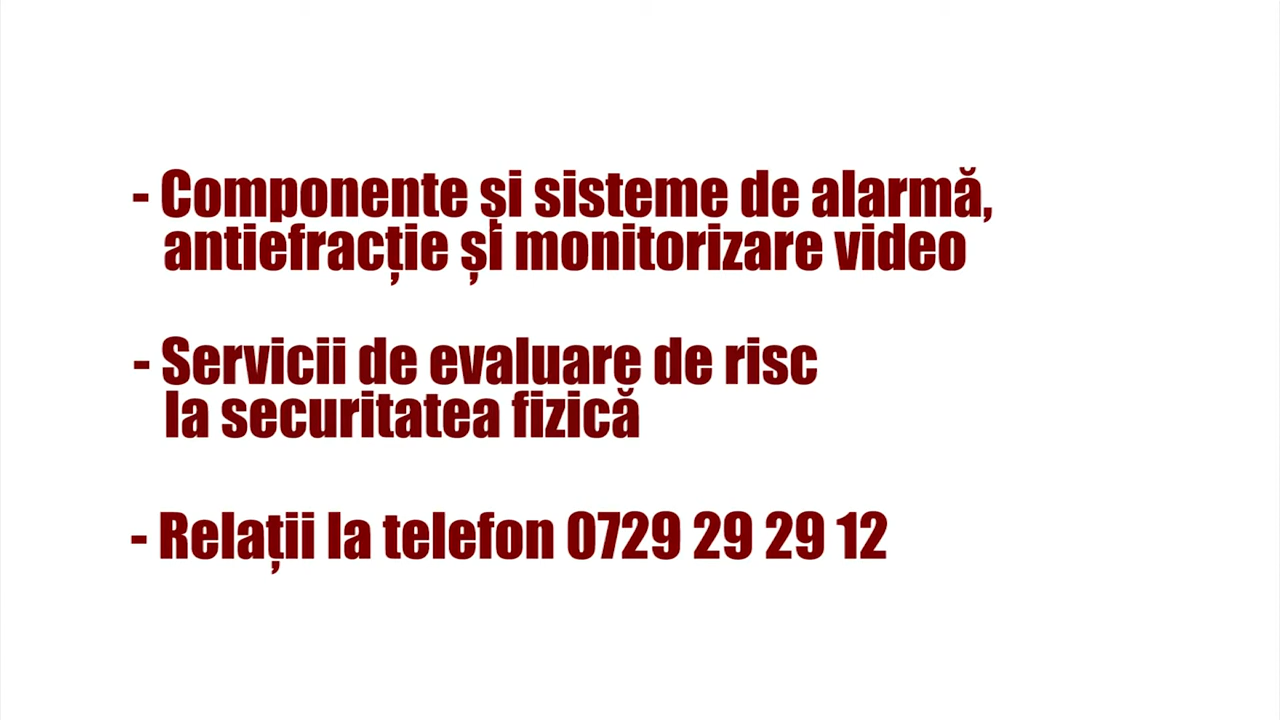 - Componente și sisteme de alarmă,
antiefracție și monitorizare video
- Servicii de evaluare de risc
la securitatea fizică
- Relații la telefon 0729 29 29 12